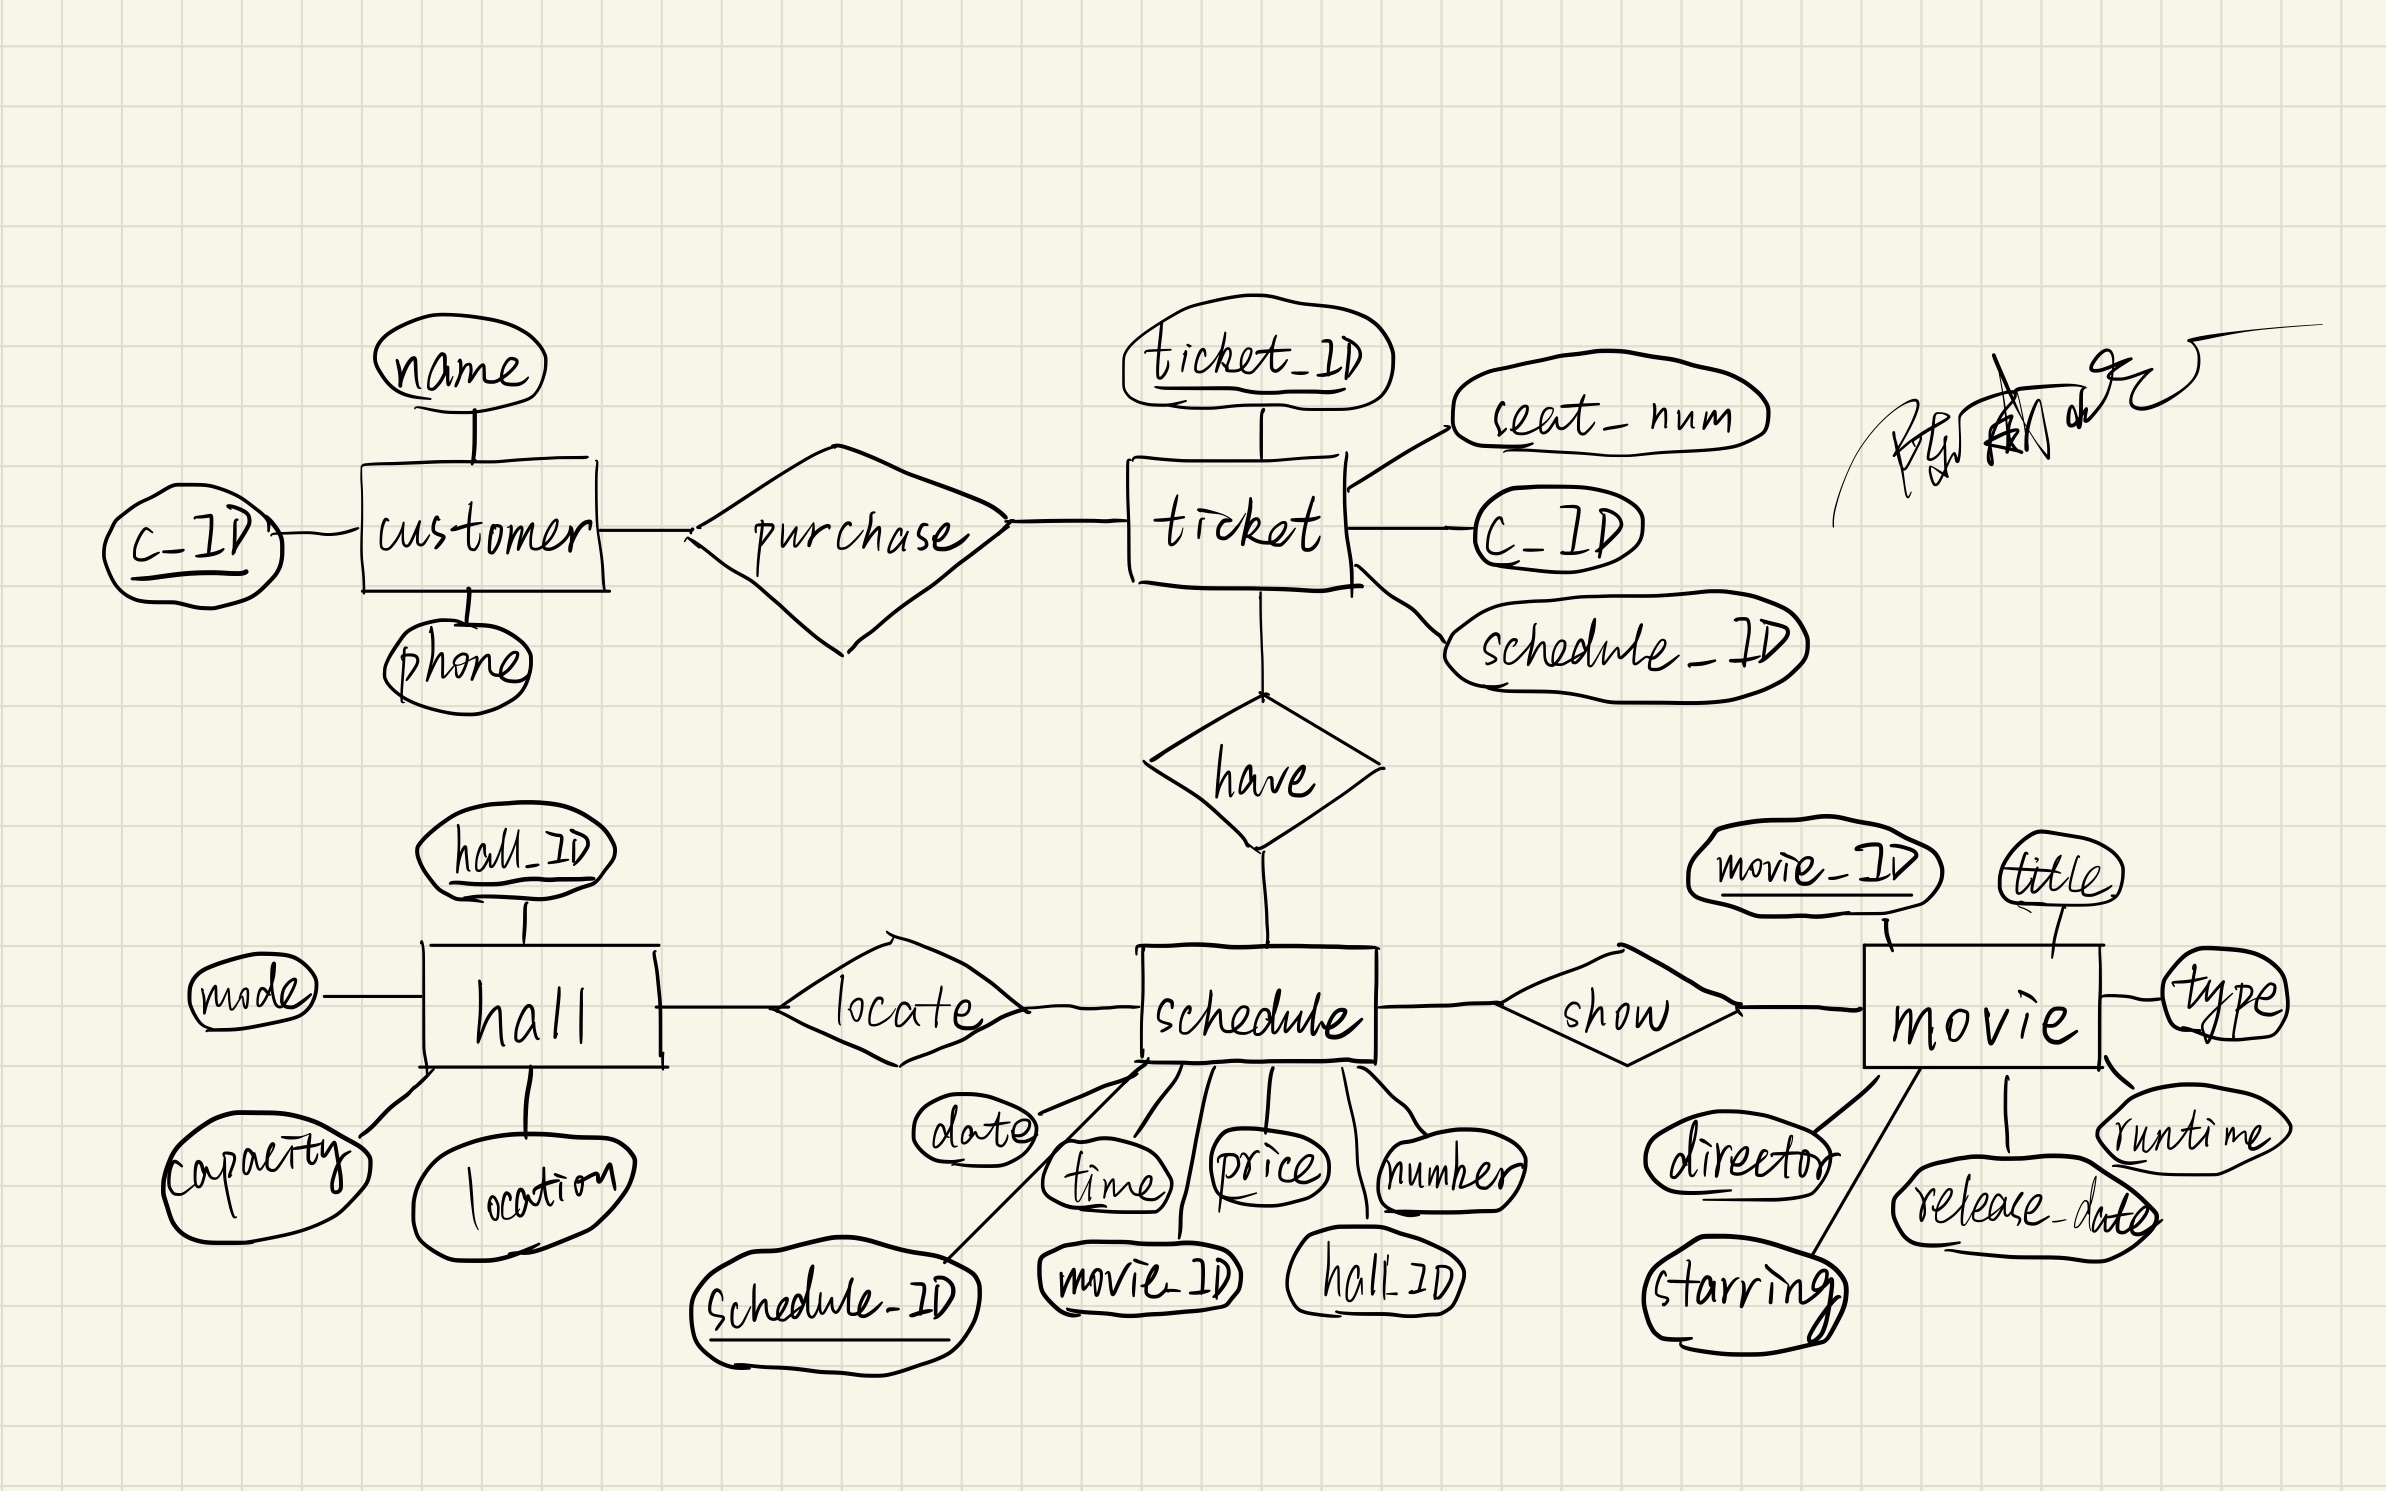 name
c_ID
customer
phone
purchase
ticket_ID
ticket
seat_num
c_ID
schedule_ID
have
hall_ID
mode
hall
capacity
location
locate
schedule
date
time
price
number
schedule_ID
movie_ID
hall_ID
show
movie_ID
title
movie
type
runtime
director
release_date
starring